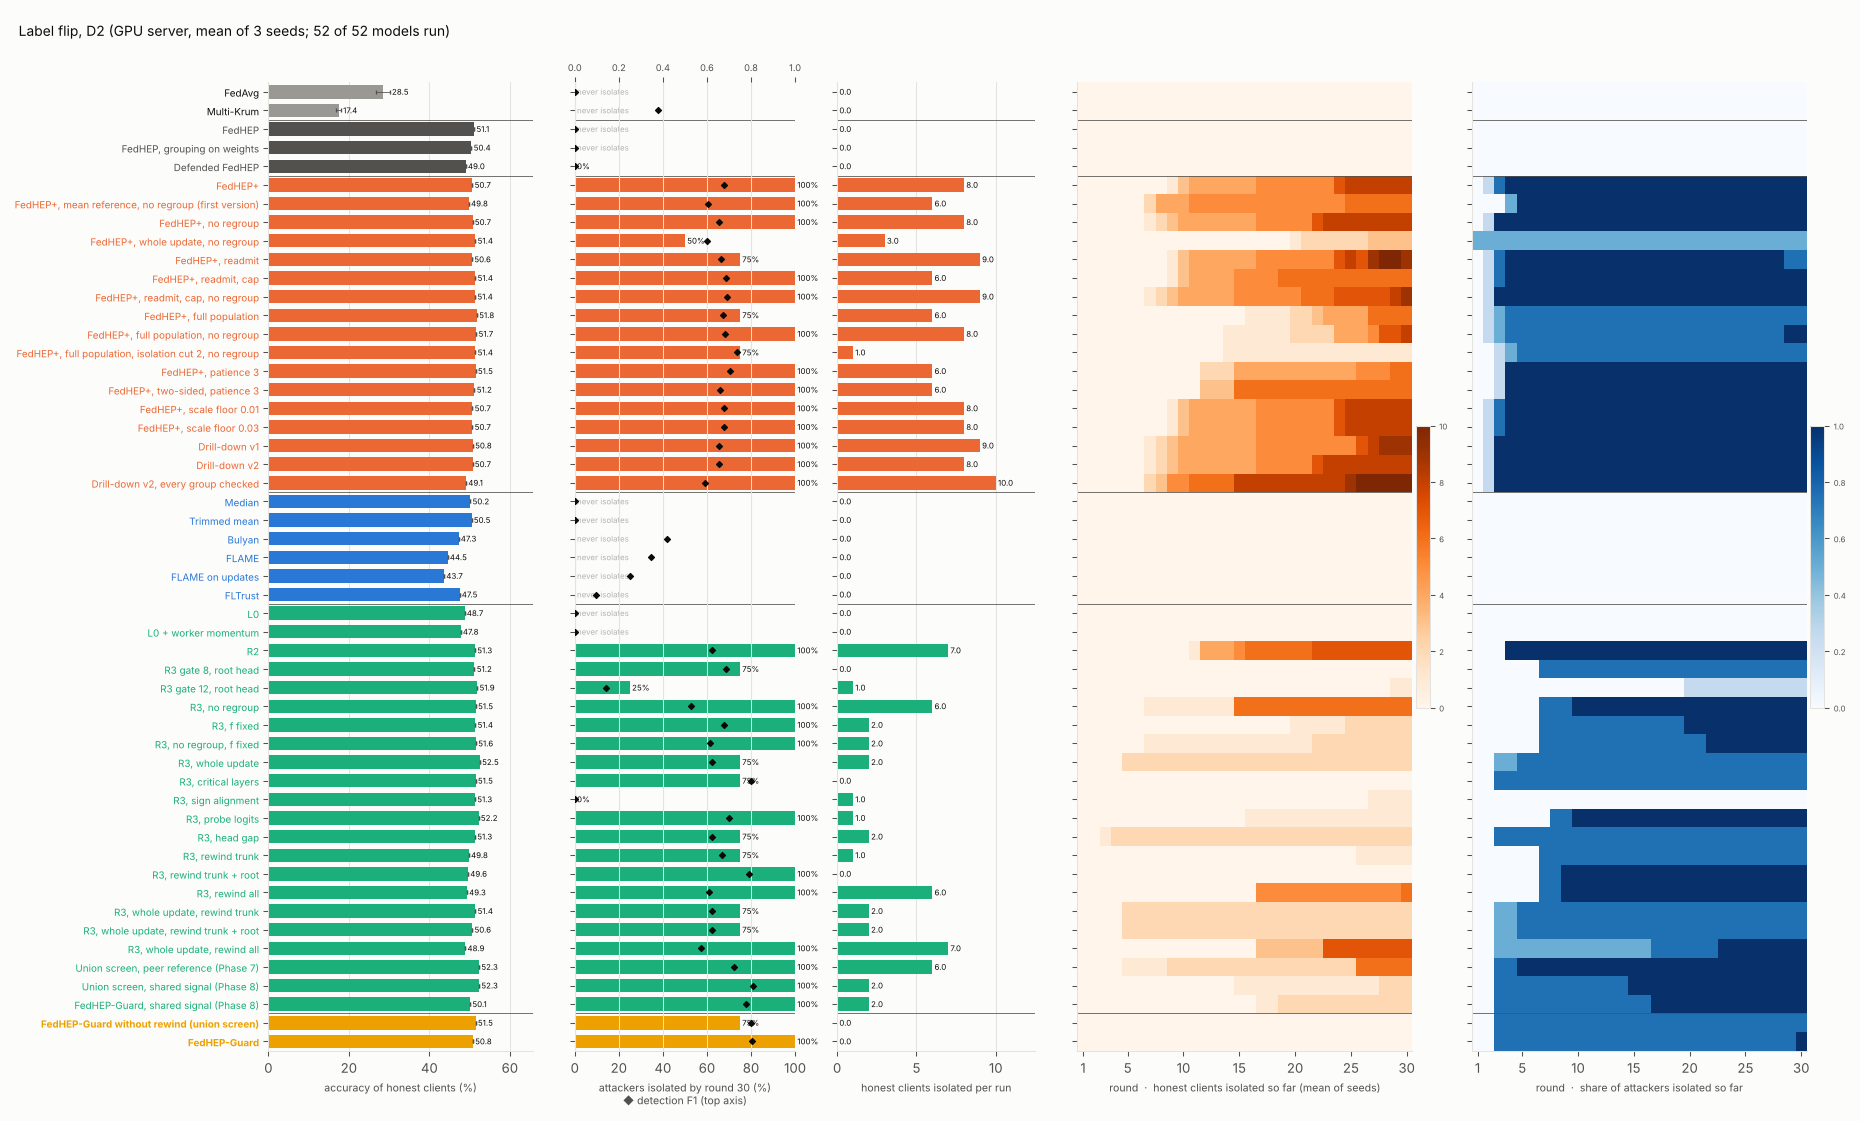 Label flip, D2 (GPU server, mean of 3 seeds; 52 of 52 models run)
0.0 0.2 0.4 0.6 0.8 1.0
FedAvg 28.5 never isolates 0.0
Multi-Krum 17.4 never isolates 0.0
FedHEP 51.1 never isolates 0.0
FedHEP, grouping on weights 50.4 never isolates 0.0
Defended FedHEP 49.0 0% 0.0
FedHEP+ 50.7 100% 8.0
FedHEP+, mean reference, no regroup (first version) 49.8 100% 6.0
FedHEP+, no regroup 50.7 100% 8.0
FedHEP+, whole update, no regroup 51.4 50% 3.0
FedHEP+, readmit 50.6 75% 9.0
FedHEP+, readmit, cap 51.4 100% 6.0
FedHEP+, readmit, cap, no regroup 51.4 100% 9.0
FedHEP+, full population 51.8 75% 6.0
FedHEP+, full population, no regroup 51.7 100% 8.0
FedHEP+, full population, isolation cut 2, no regroup 51.4 75% 1.0
FedHEP+, patience 3 51.5 100% 6.0
FedHEP+, two-sided, patience 3 51.2 100% 6.0
FedHEP+, scale floor 0.01 50.7 100% 8.0
FedHEP+, scale floor 0.03 50.7 100% 8.0
Drill-down v1 50.8 100% 9.0
Drill-down v2 50.7 100% 8.0
Drill-down v2, every group checked 49.1 100% 10.0
Median 50.2 never isolates 0.0
Trimmed mean 50.5 never isolates 0.0
Bulyan 47.3 never isolates 0.0
FLAME 44.5 never isolates 0.0
FLAME on updates 43.7 never isolates 0.0
FLTrust 47.5 never isolates 0.0
L0 48.7 never isolates 0.0
L0 + worker momentum 47.8 never isolates 0.0
R2 51.3 100% 7.0
R3 gate 8, root head 51.2 75% 0.0
R3 gate 12, root head 51.9 25% 1.0
R3, no regroup 51.5 100% 6.0
R3, f fixed 51.4 100% 2.0
R3, no regroup, f fixed 51.6 100% 2.0
R3, whole update 52.5 75% 2.0
R3, critical layers 51.5 75% 0.0
R3, sign alignment 51.3 0% 1.0
R3, probe logits 52.2 100% 1.0
R3, head gap 51.3 75% 2.0
R3, rewind trunk 49.8 75% 1.0
R3, rewind trunk + root 49.6 100% 0.0
R3, rewind all 49.3 100% 6.0
R3, whole update, rewind trunk 51.4 75% 2.0
R3, whole update, rewind trunk + root 50.6 75% 2.0
R3, whole update, rewind all 48.9 100% 7.0
Union screen, peer reference (Phase 7) 52.3 100% 6.0
Union screen, shared signal (Phase 8) 52.3 100% 2.0
FedHEP-Guard, shared signal (Phase 8) 50.1 100% 2.0
FedHEP-Guard without rewind (union screen) 51.5 75% 0.0
FedHEP-Guard 50.8 100% 0.0
10
8
6
4
2
0
1.0
0.8
0.6
0.4
0.2
0.0
0 20 40 60
accuracy of honest clients (%)
0 20 40 60 80 100
attackers isolated by round 30 (%)
◆ detection F1 (top axis)
0 5 10
honest clients isolated per run
1 5 10 15 20 25 30
round · honest clients isolated so far (mean of seeds)
1 5 10 15 20 25 30
round · share of attackers isolated so far